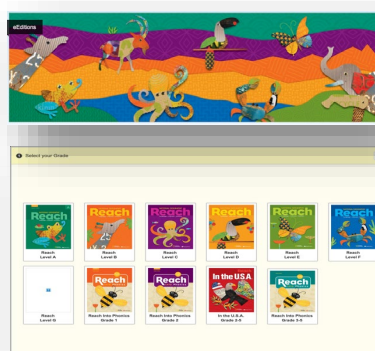 eEditions
Select your Grade
Reach
Reach
Reach
Reach
Reach
Reach
Reach
Level A
Reach
Level B
Reach
Level C
Reach
Level D
Reach
Level E
Reach
Level F
Reach
Reach
In the USA
Reach
Reach
Level G
Reach Into Phonics
Grade 1
Reach Into Phonics
Grade 2
In the U.S.A.
Grade 3-5
Reach Into Phonics
Grade 3-5